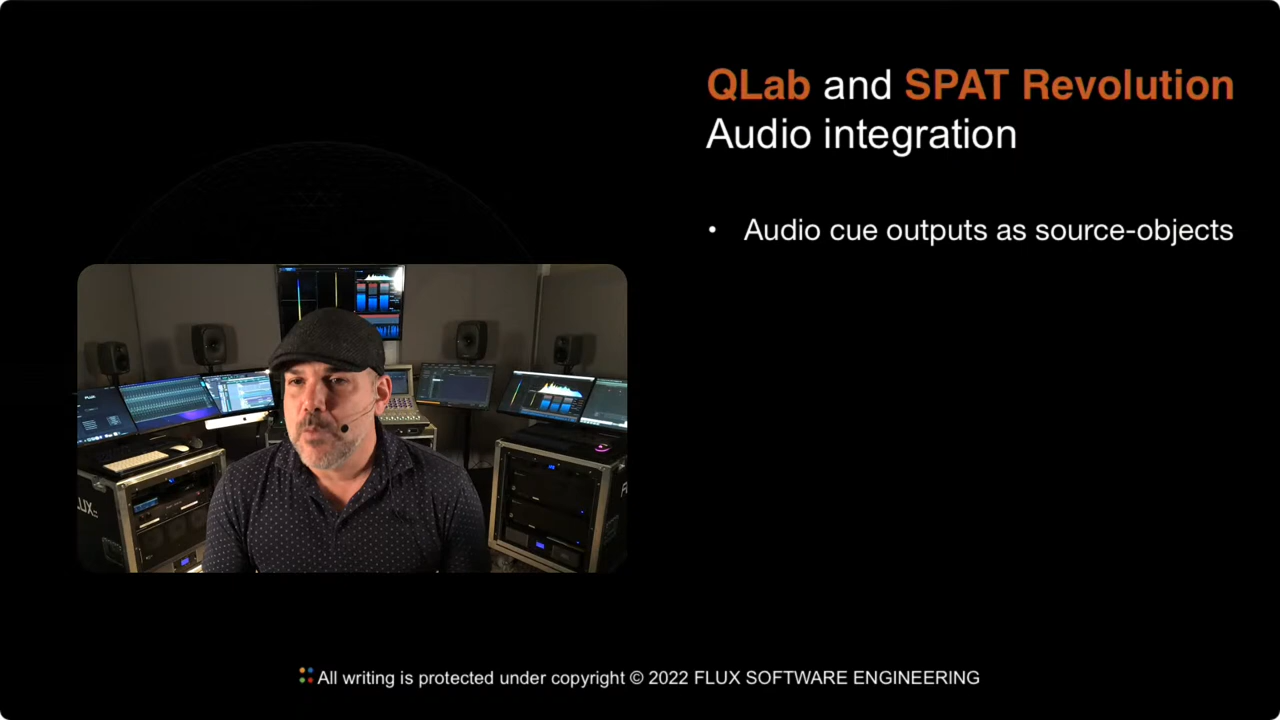 QLab and SPAT Revolution
Audio integration
• Audio cue outputs as source-objects
All writing is protected under copyright © 2022 FLUX SOFTWARE ENGINEERING